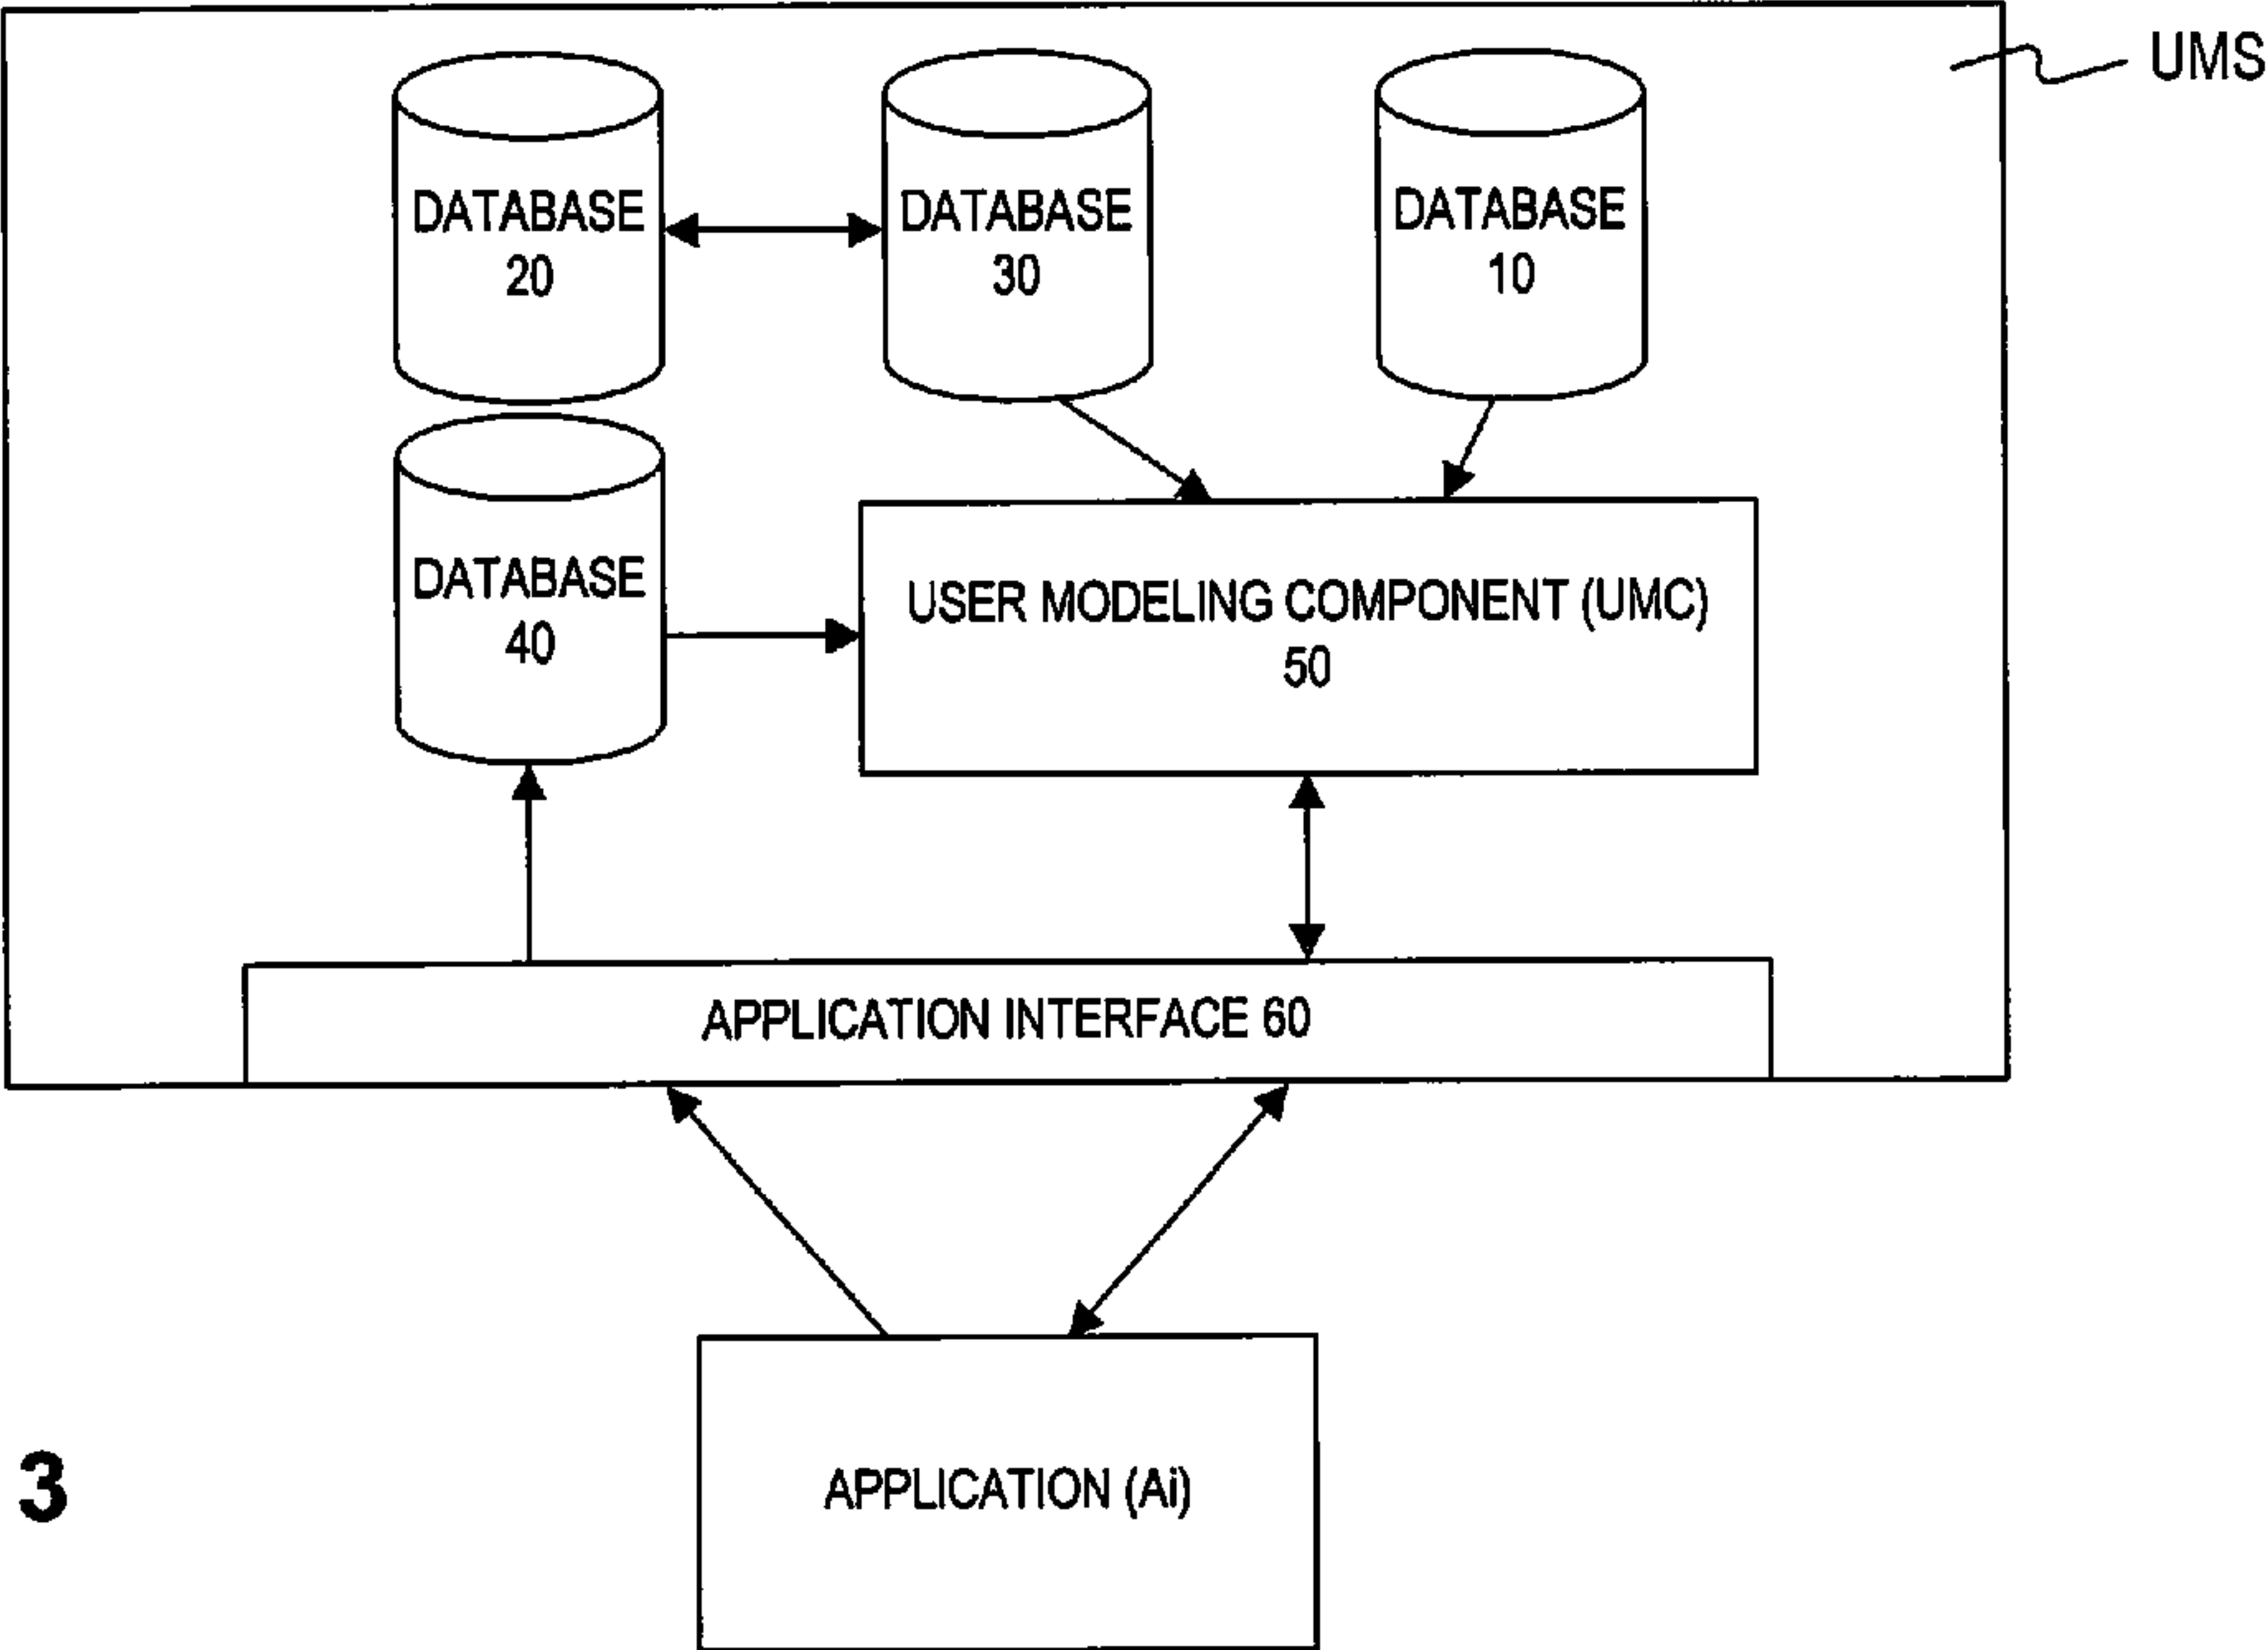 UMS
DATABASE
20
DATABASE
30
DATABASE
10
DATABASE
40
USER MODELING COMPONENT (UMC)
50
APPLICATION INTERFACE 60
APPLICATION (Ai)
3